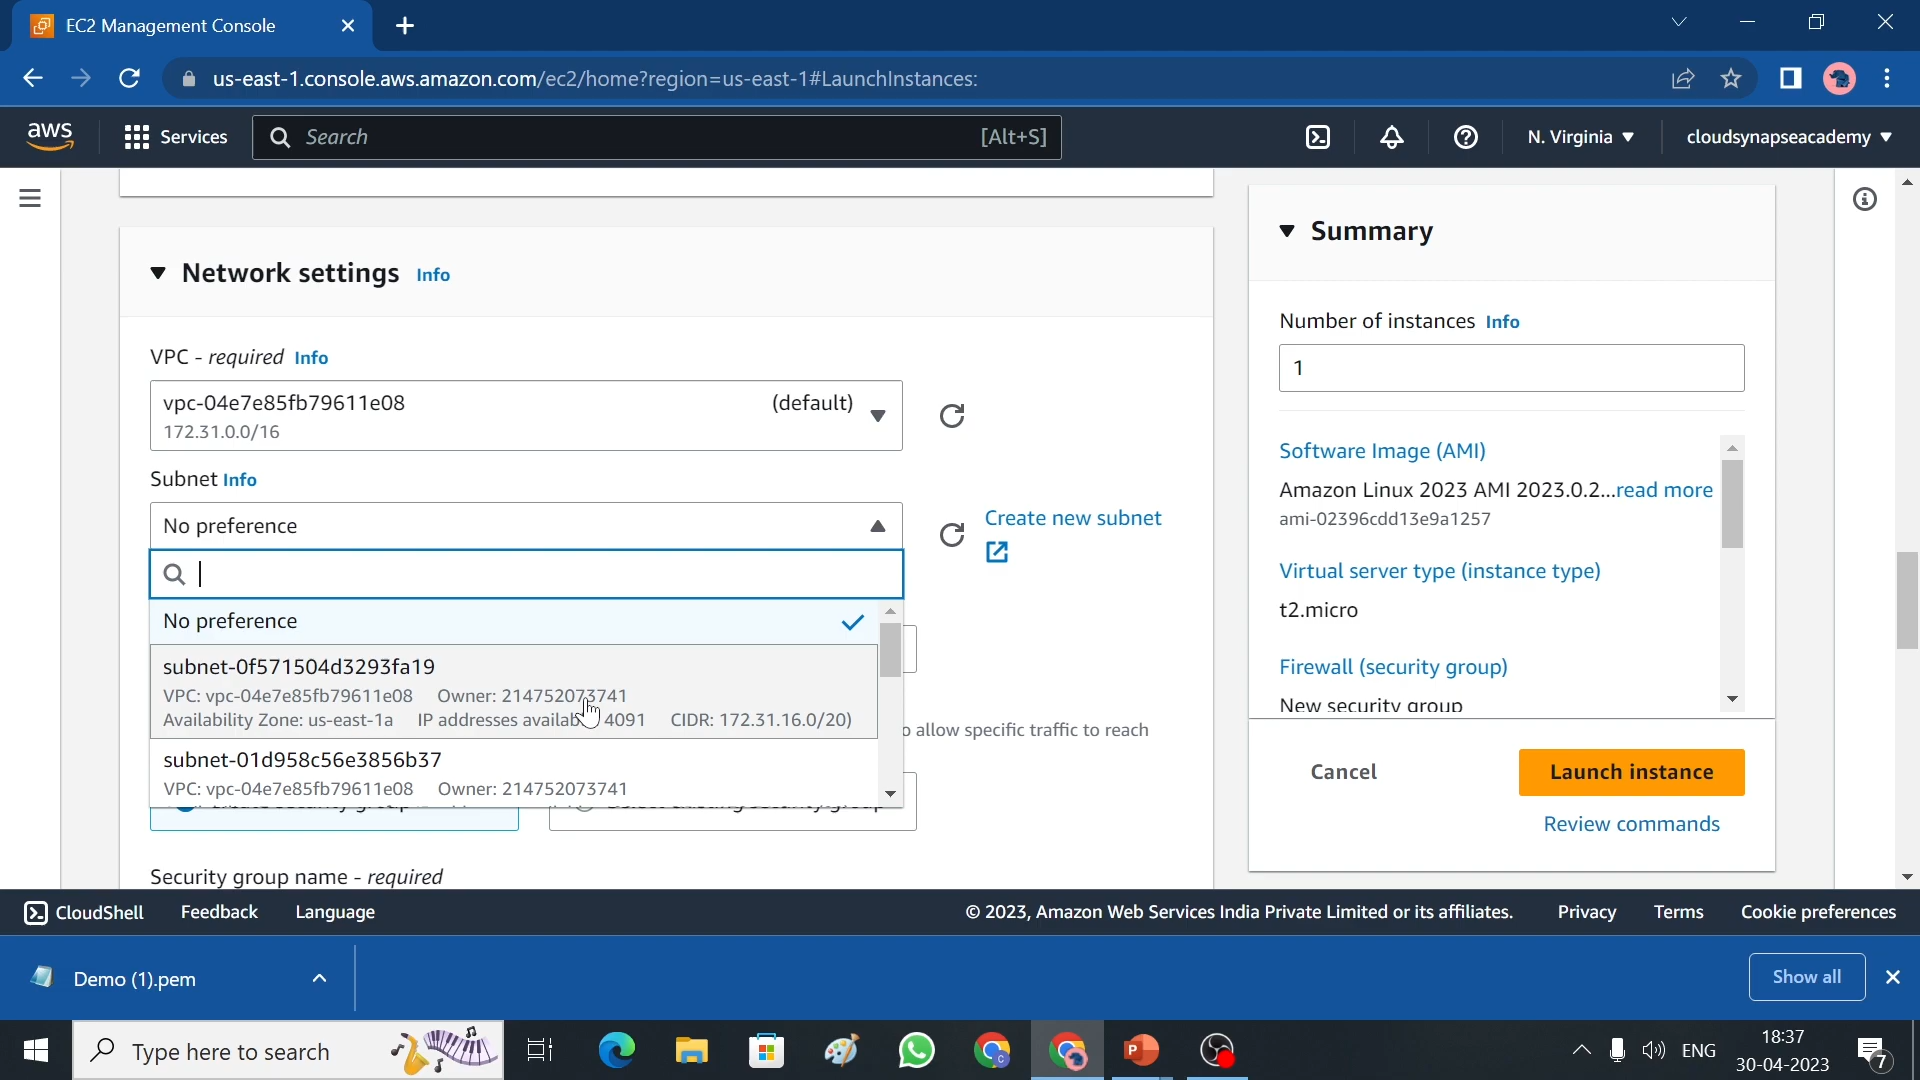 EC2 Management Console
us-east-1.console.aws.amazon.com/ec2/home?region=us-east-1#LaunchInstances:
aws
Services
Search
[Alt+S]
N. Virginia
cloudsynapseacademy
Network settings Info
VPC - required Info
vpc-04e7e85fb79611e08 (default)
172.31.0.0/16
Subnet Info
No preference
Create new subnet
No preference
subnet-0f571504d3293fa19
VPC: vpc-04e7e85fb79611e08 Owner: 214752073741
Availability Zone: us-east-1a IP addresses 4091 CIDR: 172.31.16.0/20)
allow specific traffic to reach
subnet-01d958c56e3856b37
VPC: vpc-04e7e85fb79611e08 Owner: 214752073741
Security group name - required
Summary
Number of instances Info
1
Software Image (AMI)
Amazon Linux 2023 AMI 2023.0.2...read more
ami-02396cdd13e9a1257
Virtual server type (instance type)
t2.micro
Firewall (security group)
New security group
Cancel
Launch instance
Review commands
CloudShell
Feedback
Language
© 2023, Amazon Web Services India Private Limited or its affiliates.
Privacy
Terms
Cookie preferences
Demo (1).pem
Show all
Type here to search
ENG
18:37
30-04-2023
7